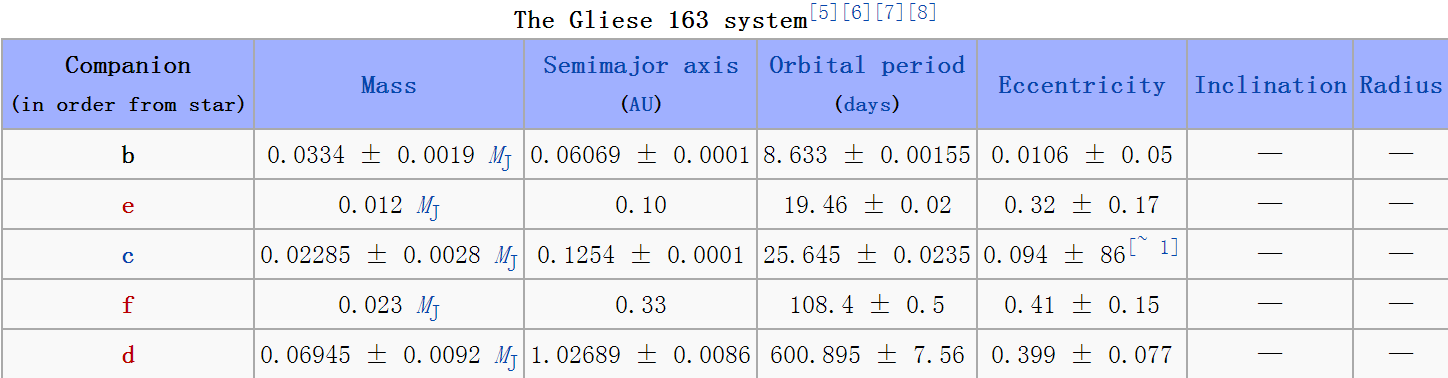 The Gliese 163 system[5][6][7][8]
Companion Mass Semimajor axis Orbital period Eccentricity Inclination Radius
(in order from star) (AU) (days)
b 0.0334 ± 0.0019 MJ 0.06069 ± 0.0001 8.633 ± 0.00155 0.0106 ± 0.05 — —
e 0.012 MJ 0.10 19.46 ± 0.02 0.32 ± 0.17 — —
c 0.02285 ± 0.0028 MJ 0.1254 ± 0.0001 25.645 ± 0.0235 0.094 ± 86[~ 1] — —
f 0.023 MJ 0.33 108.4 ± 0.5 0.41 ± 0.15 — —
d 0.06945 ± 0.0092 MJ 1.02689 ± 0.0086 600.895 ± 7.56 0.399 ± 0.077 — —